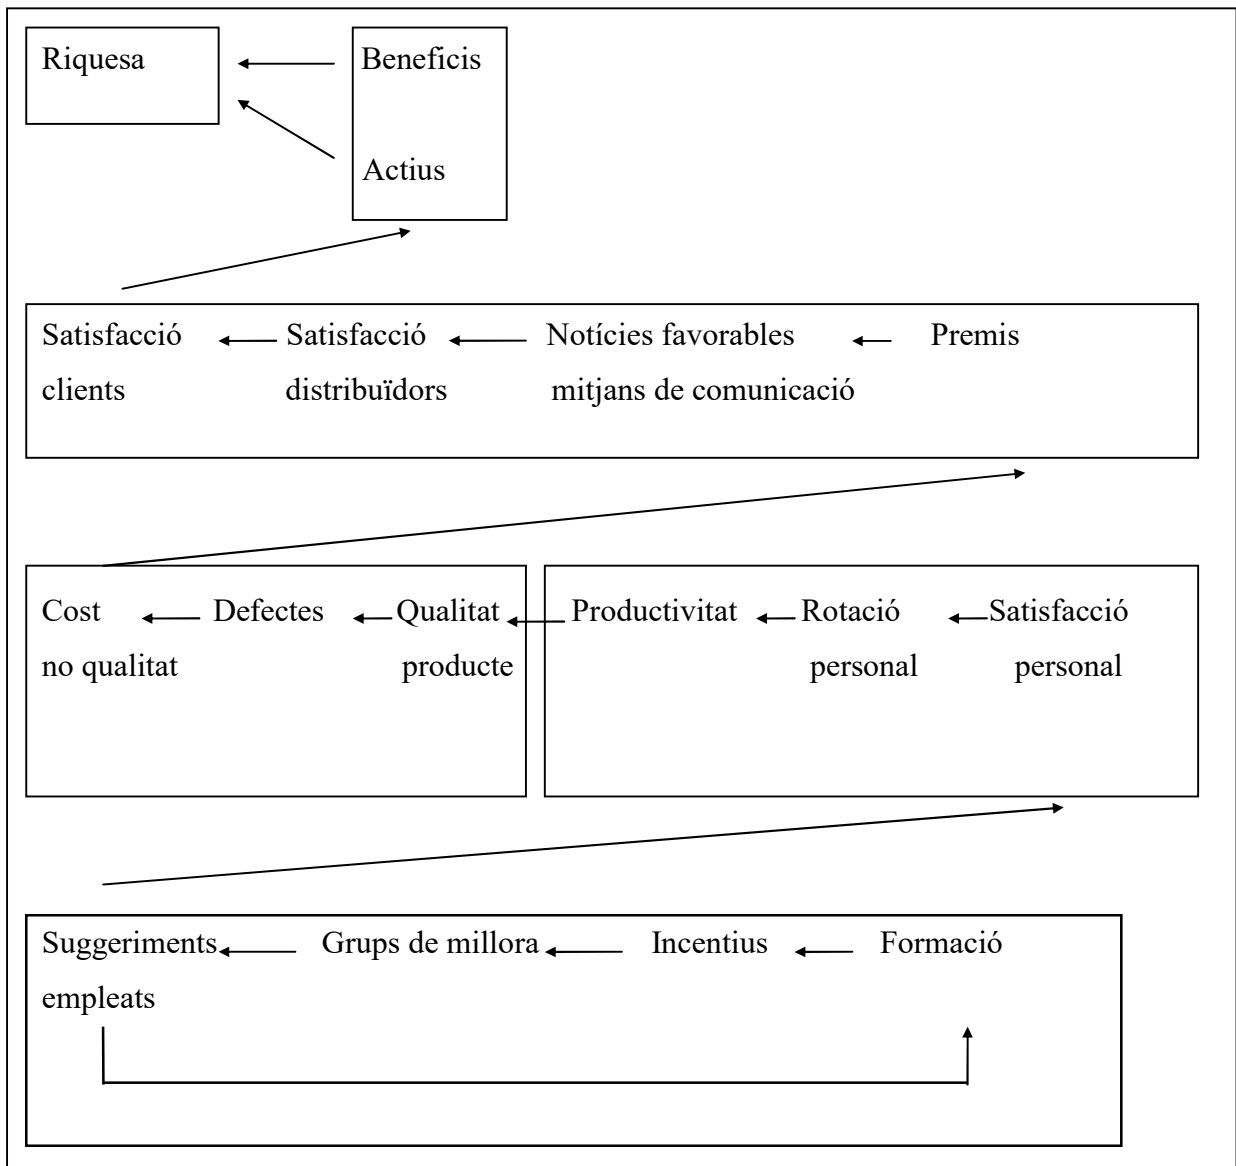 Riquesa Beneficis
Actius
Satisfacció Satisfacció Notícies favorables Premis
clients distribuïdors mitjans de comunicació
Cost Defectes Qualitat Productivitat Rotació Satisfacció
no qualitat producte personal personal
Suggeriments Grups de millora Incentius Formació
empleats